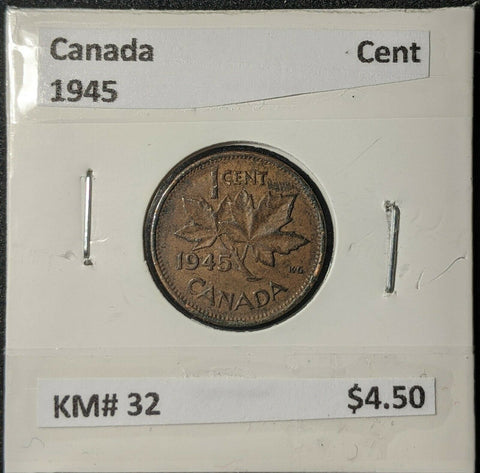 Canada Cent
1945
1 CENT
1945 KG
CANADA
KM# 32 $4.50